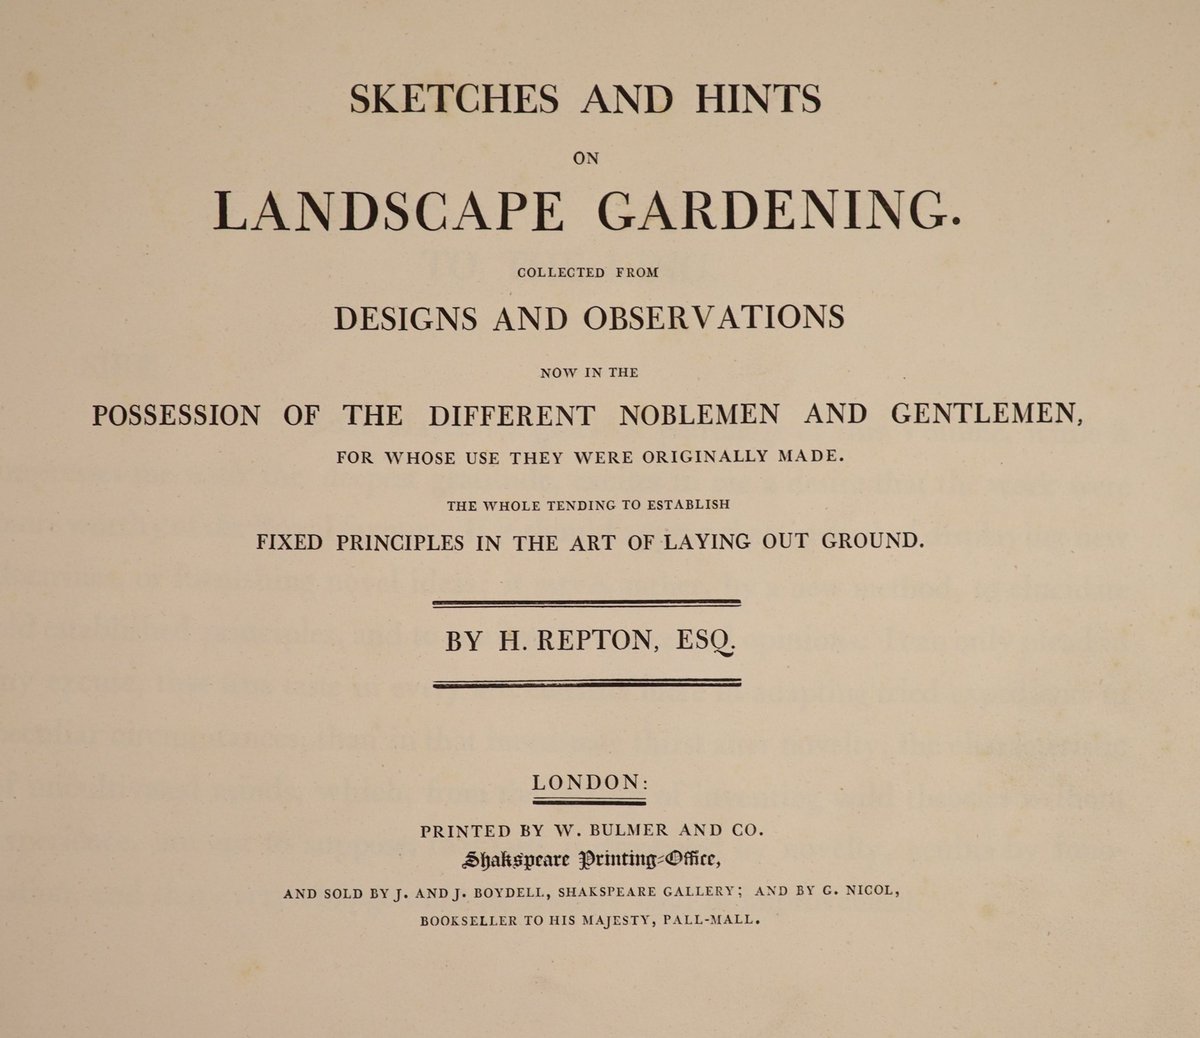 SKETCHES AND HINTS
ON
LANDSCAPE GARDENING.
COLLECTED FROM
DESIGNS AND OBSERVATIONS
NOW IN THE
POSSESSION OF THE DIFFERENT NOBLEMEN AND GENTLEMEN,
FOR WHOSE USE THEY WERE ORIGINALLY MADE.
THE WHOLE TENDING TO ESTABLISH
FIXED PRINCIPLES IN THE ART OF LAYING OUT GROUND.
BY H. REPTON, ESQ.
LONDON:
PRINTED BY W. BULMER AND CO.
Shakspeare Printing-Office,
AND SOLD BY J. AND J. BOYDELL, SHAKSPEARE GALLERY; AND BY G. NICOL,
BOOKSELLER TO HIS MAJESTY, PALL-MALL.